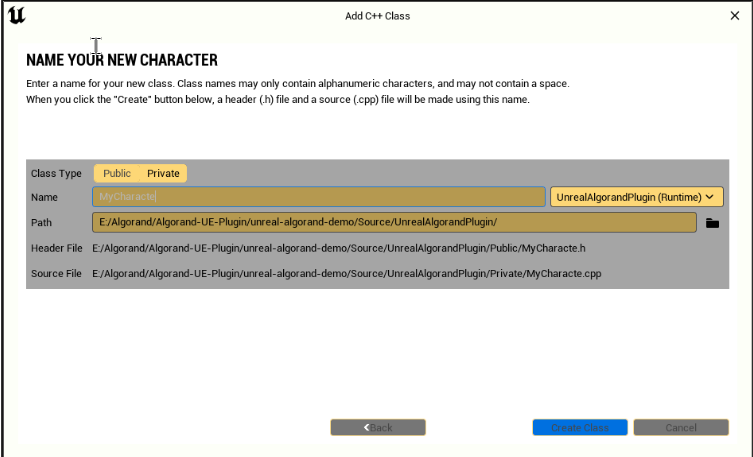 Add C++ Class
NAME YOUR NEW CHARACTER
Enter a name for your new class. Class names may only contain alphanumeric characters, and may not contain a space.
When you click the "Create" button below, a header (.h) file and a source (.cpp) file will be made using this name.
Class Type Public Private
Name MyCharacte UnrealAlgorandPlugin (Runtime)
Path E:/Algorand/Algorand-UE-Plugin/unreal-algorand-demo/Source/UnrealAlgorandPlugin/
Header File E:/Algorand/Algorand-UE-Plugin/unreal-algorand-demo/Source/UnrealAlgorandPlugin/Public/MyCharacte.h
Source File E:/Algorand/Algorand-UE-Plugin/unreal-algorand-demo/Source/UnrealAlgorandPlugin/Private/MyCharacte.cpp
Back Create Class Cancel